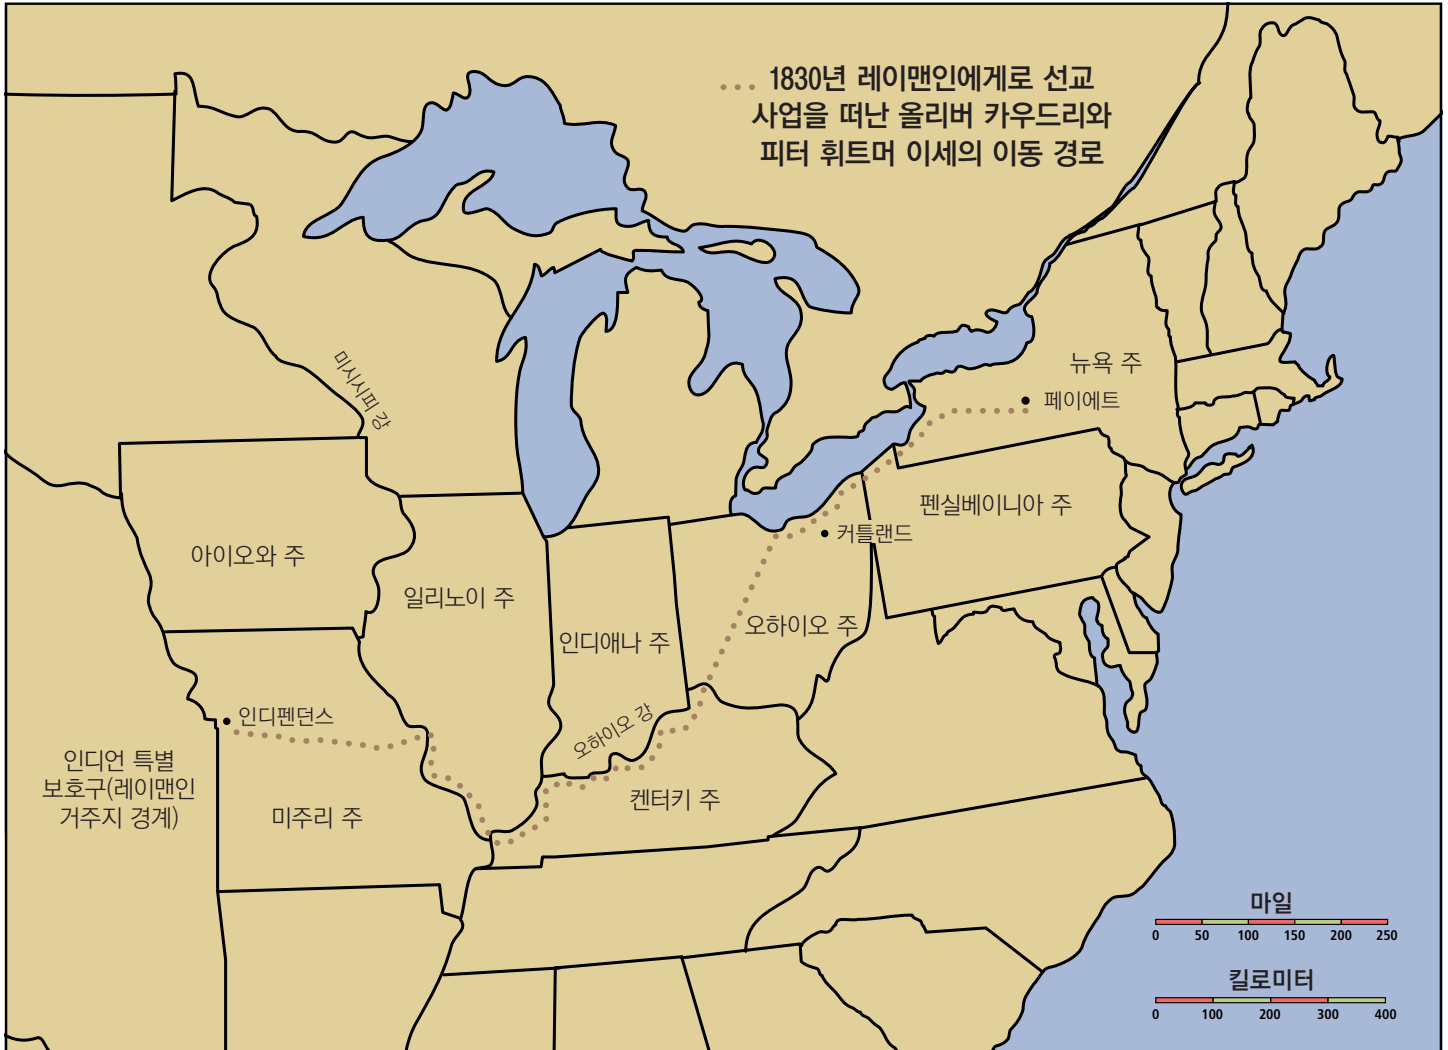 1830년 레이맨인에게로 선교
사업을 떠난 올리버 카우드리와
피터 휘트머 이세의 이동 경로
미시시피 강
뉴욕 주
페이에트
펜실베이니아 주
커틀랜드
아이오와 주
일리노이 주
인디애나 주
오하이오 주
인디펜던스
오하이오 강
인디언 특별
보호구(레이맨인
거주지 경계)
미주리 주
켄터키 주
마일
0 50 100 150 200 250
킬로미터
0 100 200 300 400